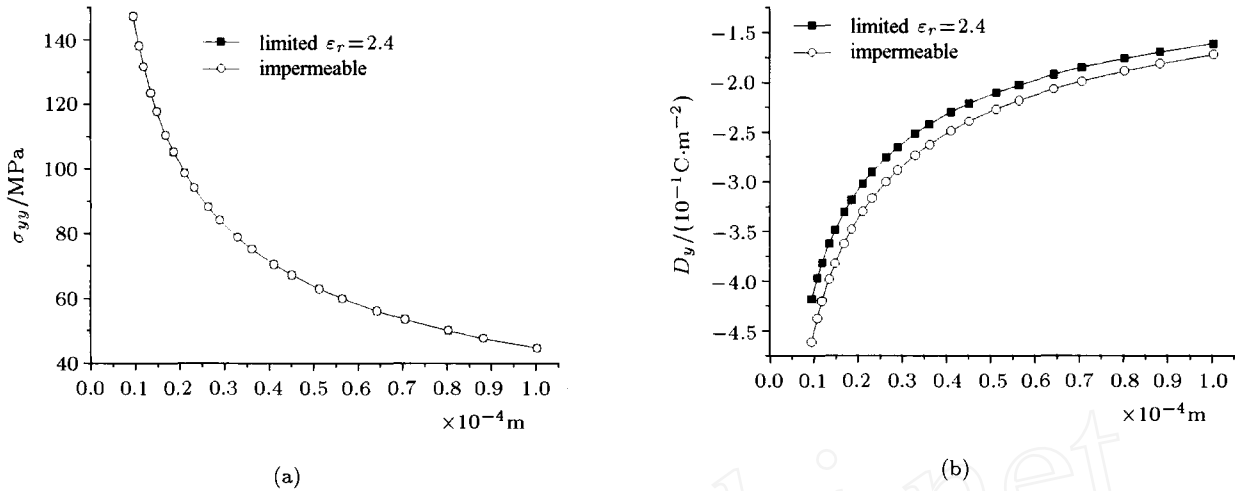 140
120
100
80
60
40
σ_yy/MPa
limited ε_r=2.4
impermeable
0.0 0.1 0.2 0.3 0.4 0.5 0.6 0.7 0.8 0.9 1.0
×10⁻⁴m
(a)
−1.5
−2.0
−2.5
−3.0
−3.5
−4.0
−4.5
D_y/(10⁻¹C·m⁻²)
limited ε_r=2.4
impermeable
0.0 0.1 0.2 0.3 0.4 0.5 0.6 0.7 0.8 0.9 1.0
×10⁻⁴m
(b)